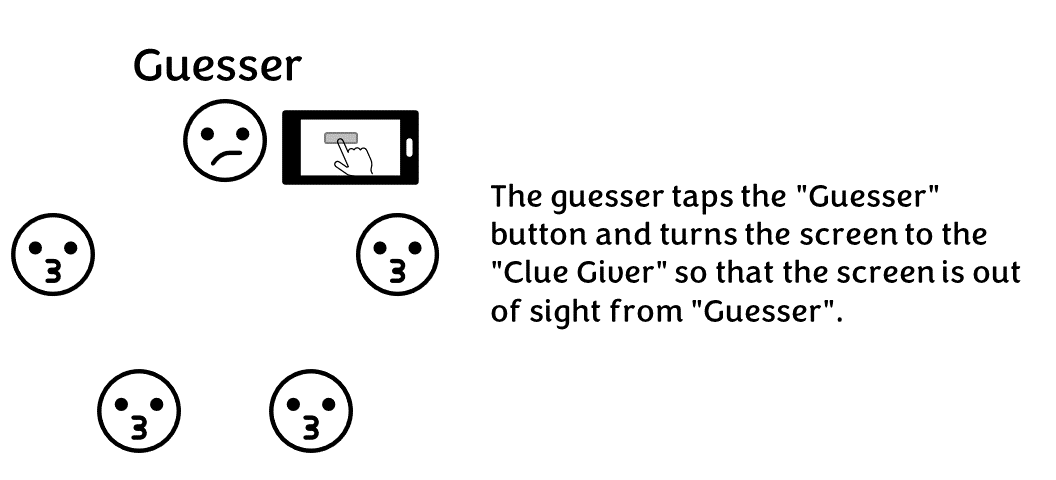 Guesser
The guesser taps the "Guesser"
button and turns the screen to the
"Clue Giver" so that the screen is out
of sight from "Guesser".